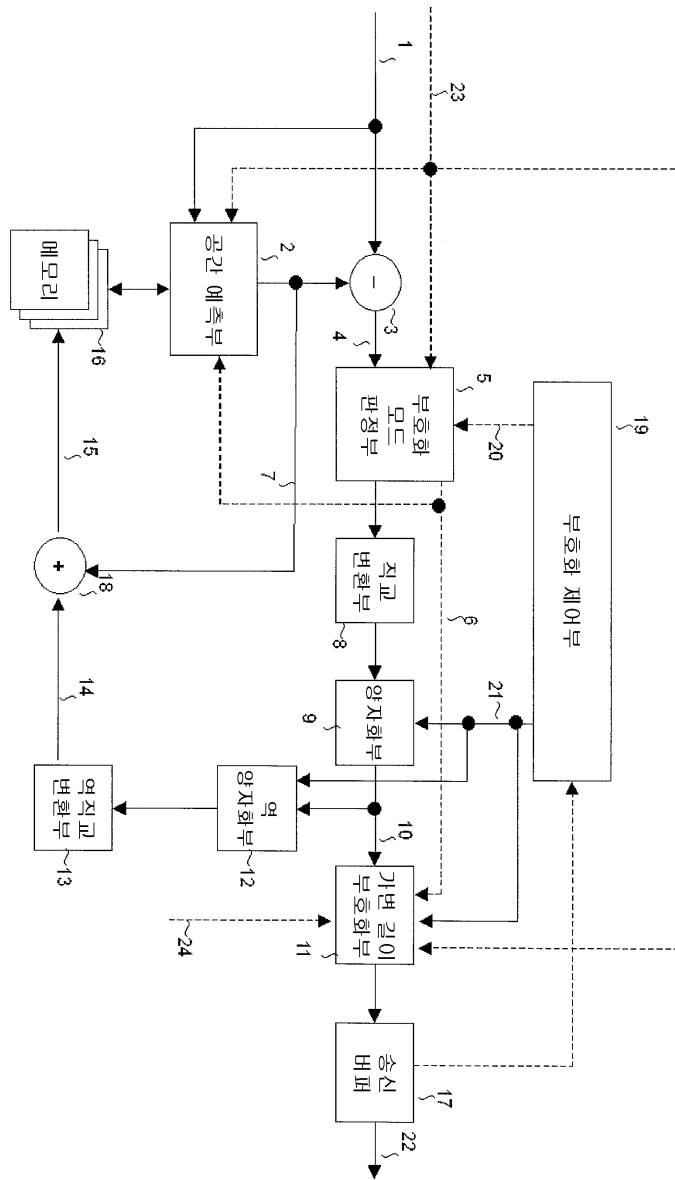 1
23
19
부호화 제어부
20
21
2
공간 예측부
3
-
4
5
부호화
모드
판정부
6
7
직교
변환부
8
양자화부
9
10
가변 길이
부호화부
11
송신
버퍼
17
22
24
역
양자화부
12
역직교
변환부
13
14
+
18
15
메모리
16